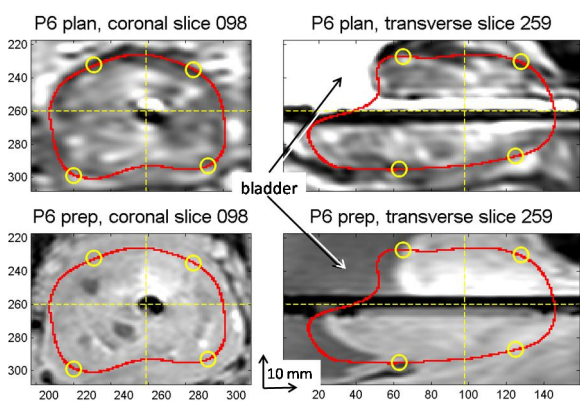 P6 plan, coronal slice 098
P6 plan, transverse slice 259
220
240
260
280
300
bladder
P6 prep, coronal slice 098
P6 prep, transverse slice 259
220
240
260
280
300
10 mm
200 220 240 260 280 300
20 40 60 80 100 120 140